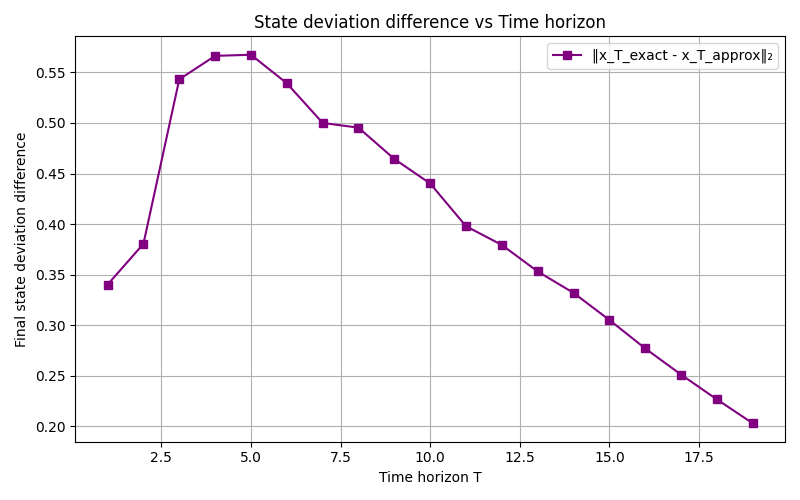 State deviation difference vs Time horizon
‖x_T_exact - x_T_approx‖₂
Final state deviation difference
0.55
0.50
0.45
0.40
0.35
0.30
0.25
0.20
2.5 5.0 7.5 10.0 12.5 15.0 17.5
Time horizon T